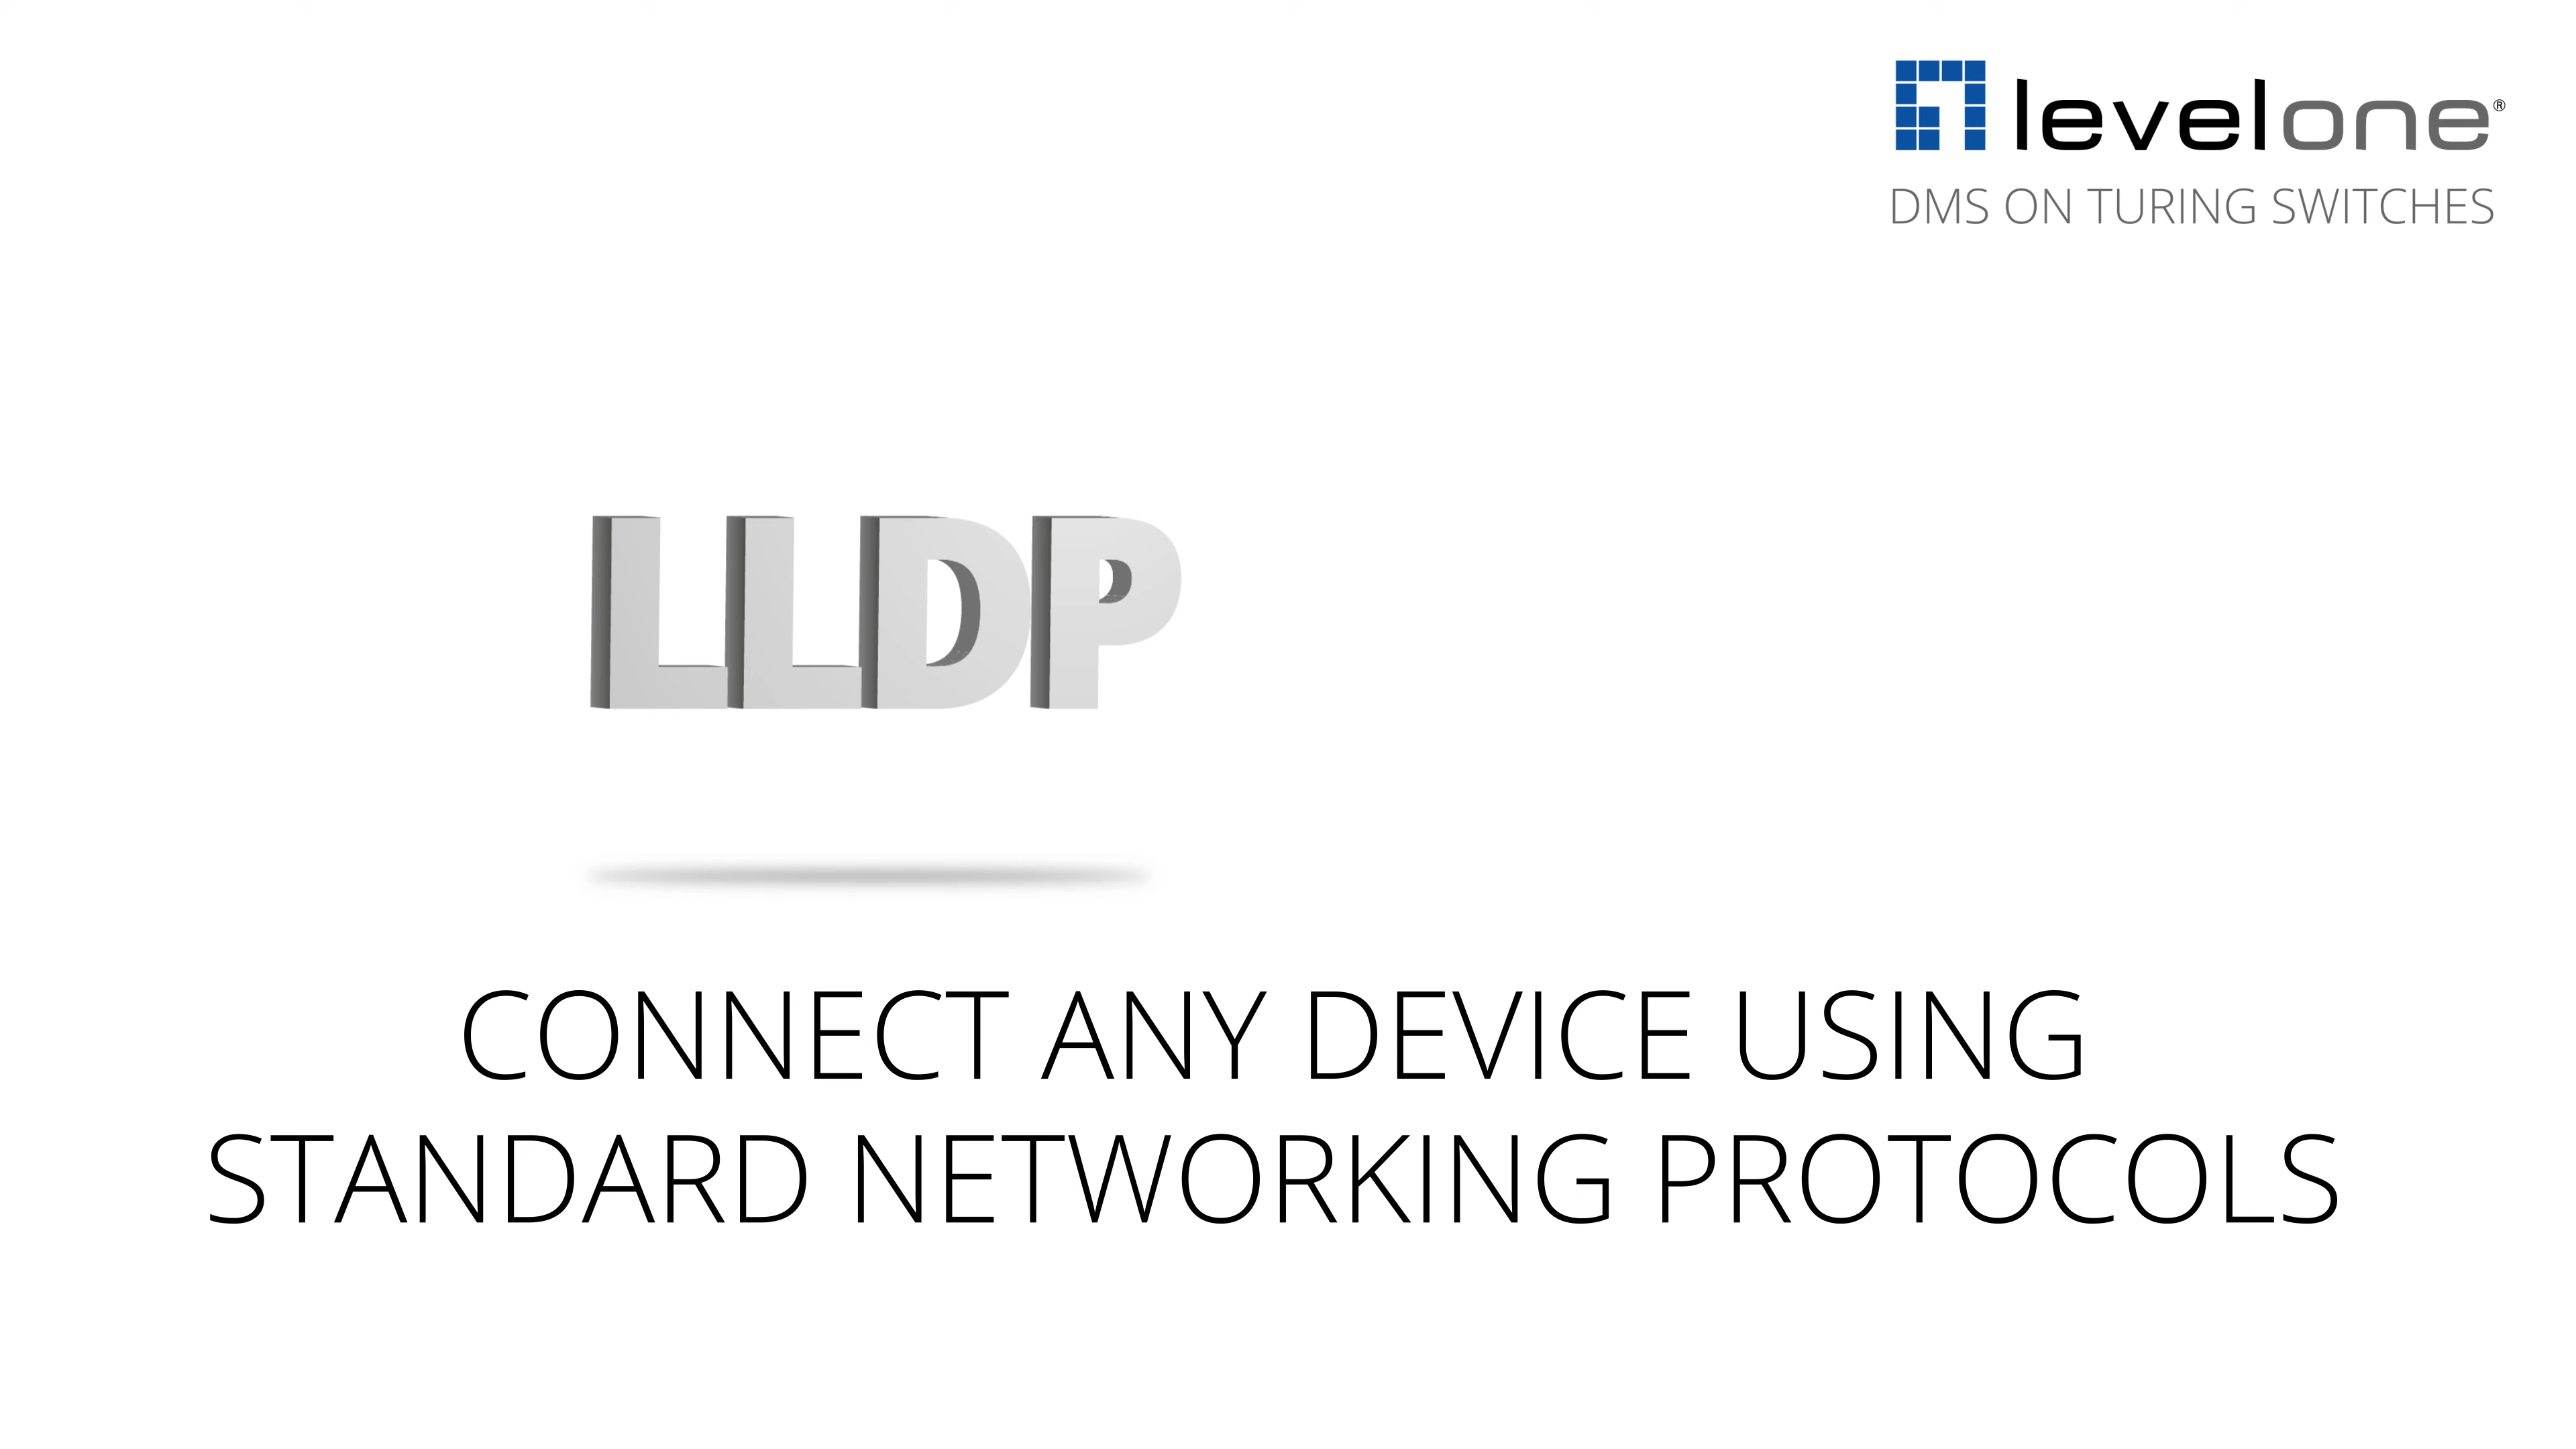 levelone®
DMS ON TURING SWITCHES
LLDP
CONNECT ANY DEVICE USING
STANDARD NETWORKING PROTOCOLS